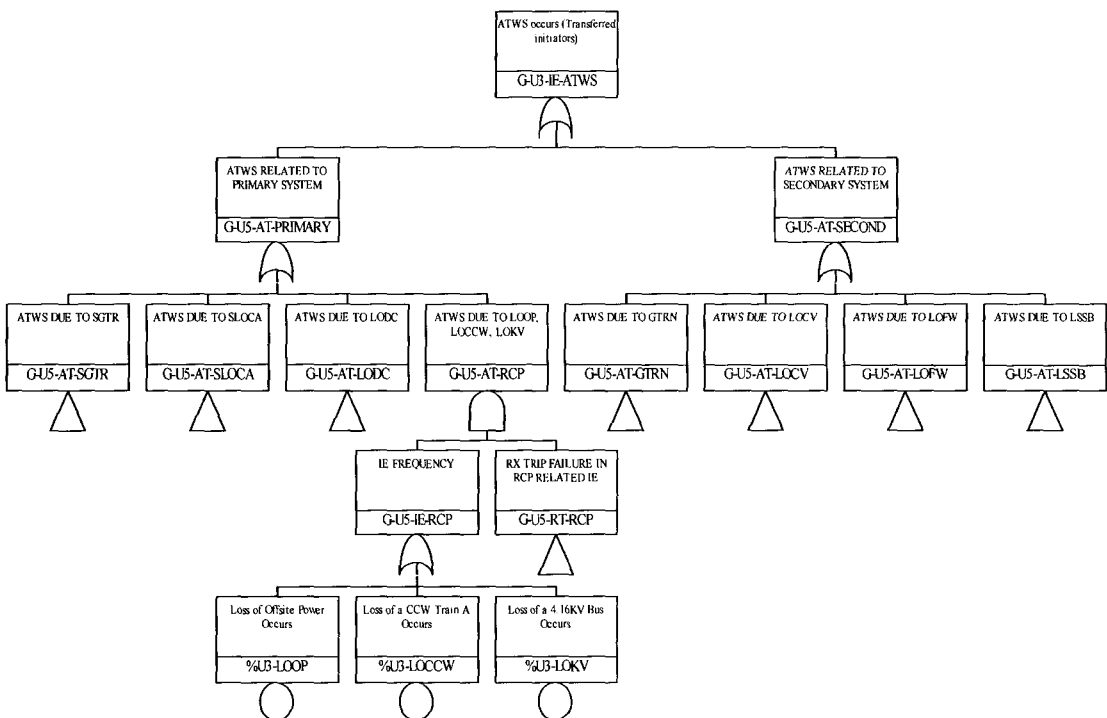 ATWS occurs (Transferred
initiators)
G-U3-IE-ATWS
ATWS RELATED TO
PRIMARY SYSTEM
G-U5-AT-PRIMARY
ATWS RELATED TO
SECONDARY SYSTEM
G-U5-AT-SECOND
ATWS DUE TO SGTR
G-U5-AT-SGTR
ATWS DUE TO SLOCA
G-U5-AT-SLOCA
ATWS DUE TO LODC
G-U5-AT-LODC
ATWS DUE TO LOOP,
LOCCW, LOKV
G-U5-AT-RCP
ATWS DUE TO GTRN
G-U5-AT-GTRN
ATWS DUE TO LOCV
G-U5-AT-LOCV
ATWS DUE TO LOFW
G-U5-AT-LOFW
ATWS DUE TO LSSB
G-U5-AT-LSSB
IE FREQUENCY
G-U5-IE-RCP
RX TRIP FAILURE IN
RCP RELATED IE
G-U5-RT-RCP
Loss of Offsite Power
Occurs
%U3-LOOP
Loss of a CCW Train A
Occurs
%U3-LOCCW
Loss of a 4.16KV Bus
Occurs
%U3-LOKV